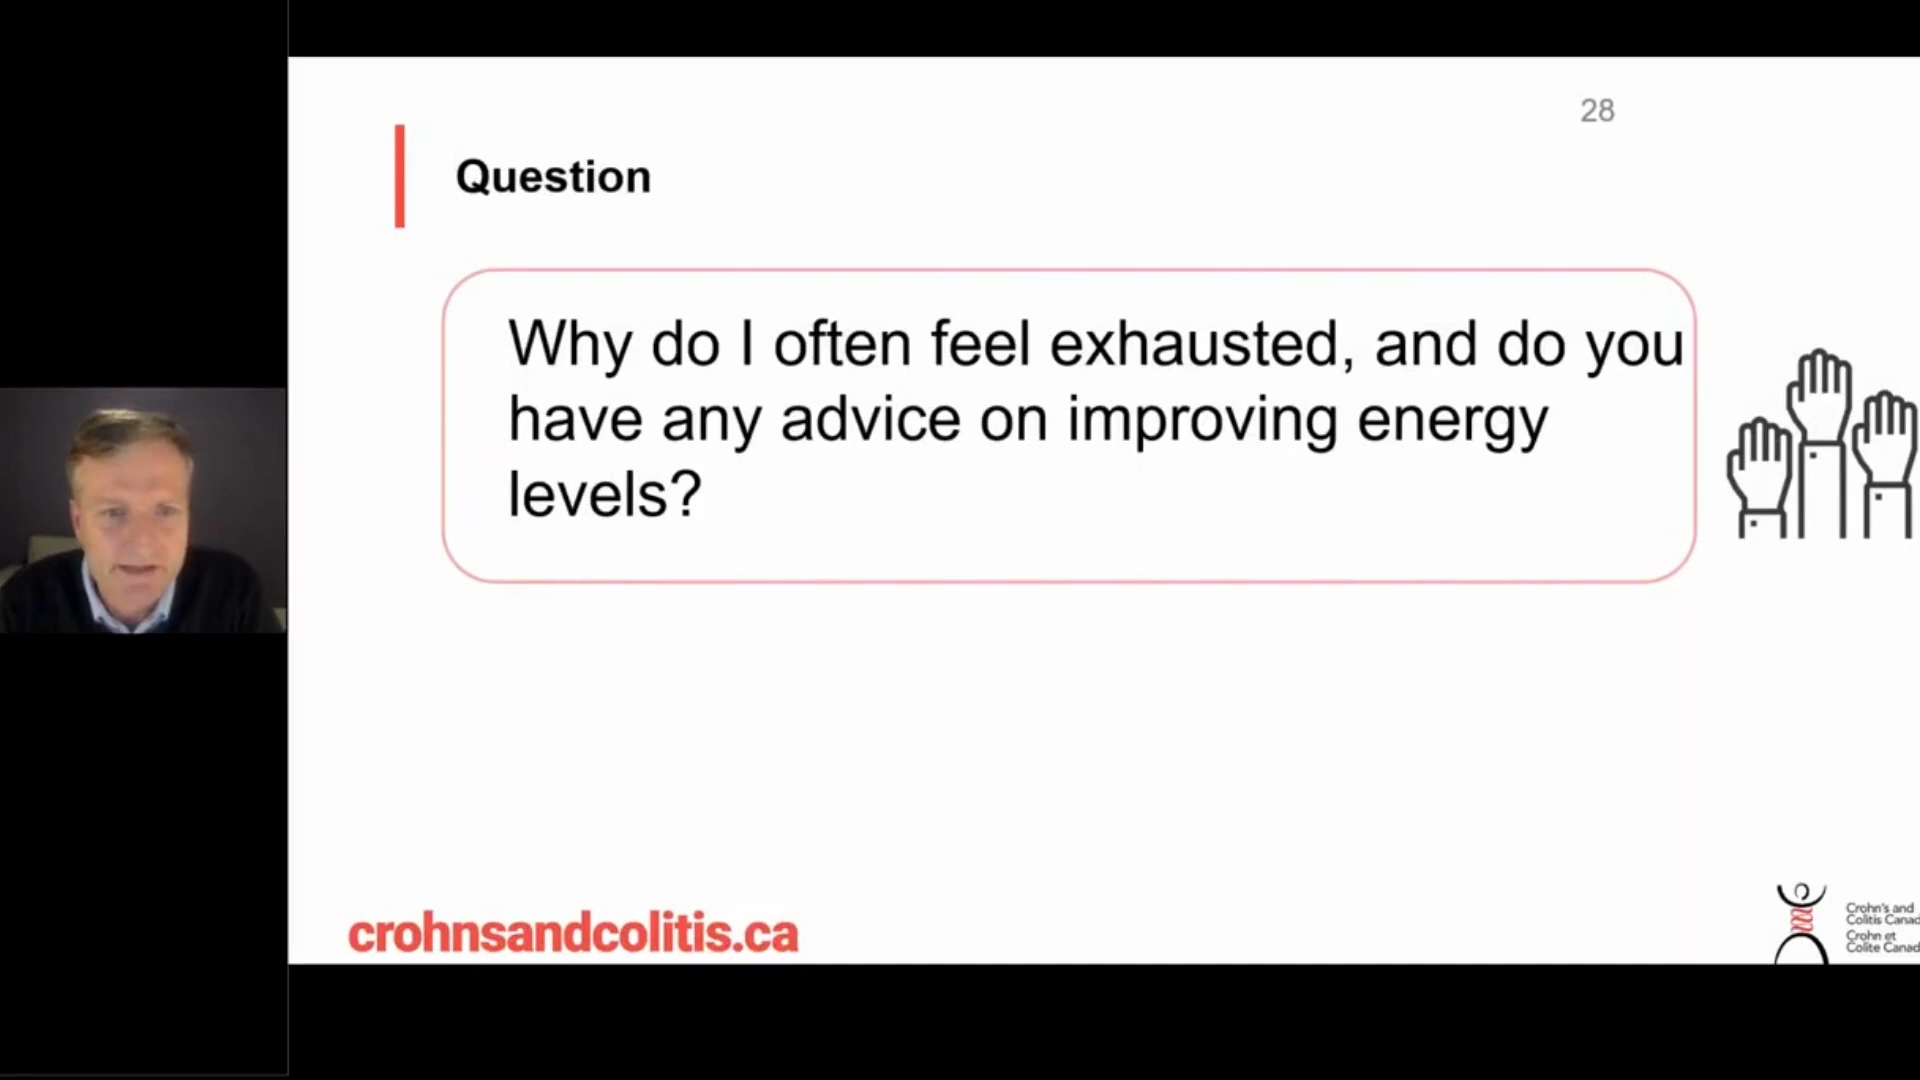 28
Question
Why do I often feel exhausted, and do you
have any advice on improving energy
levels?
crohnsandcolitis.ca
Crohn's and
Colitis Canad
Crohn et
Colite Canad